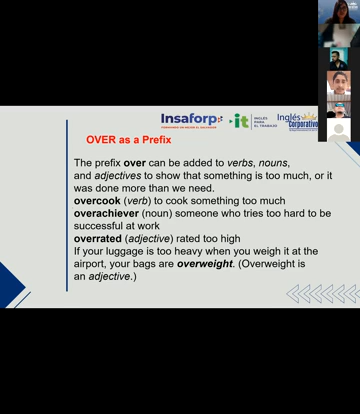 Insaforp
it
INGLÉS
PARA
EL TRABAJO
Inglés
Corporativo
OVER as a Prefix
The prefix over can be added to verbs, nouns,
and adjectives to show that something is too much, or it
was done more than we need.
overcook (verb) to cook something too much
overachiever (noun) someone who tries too hard to be
successful at work
overrated (adjective) rated too high
If your luggage is too heavy when you weigh it at the
airport, your bags are overweight. (Overweight is
an adjective.)